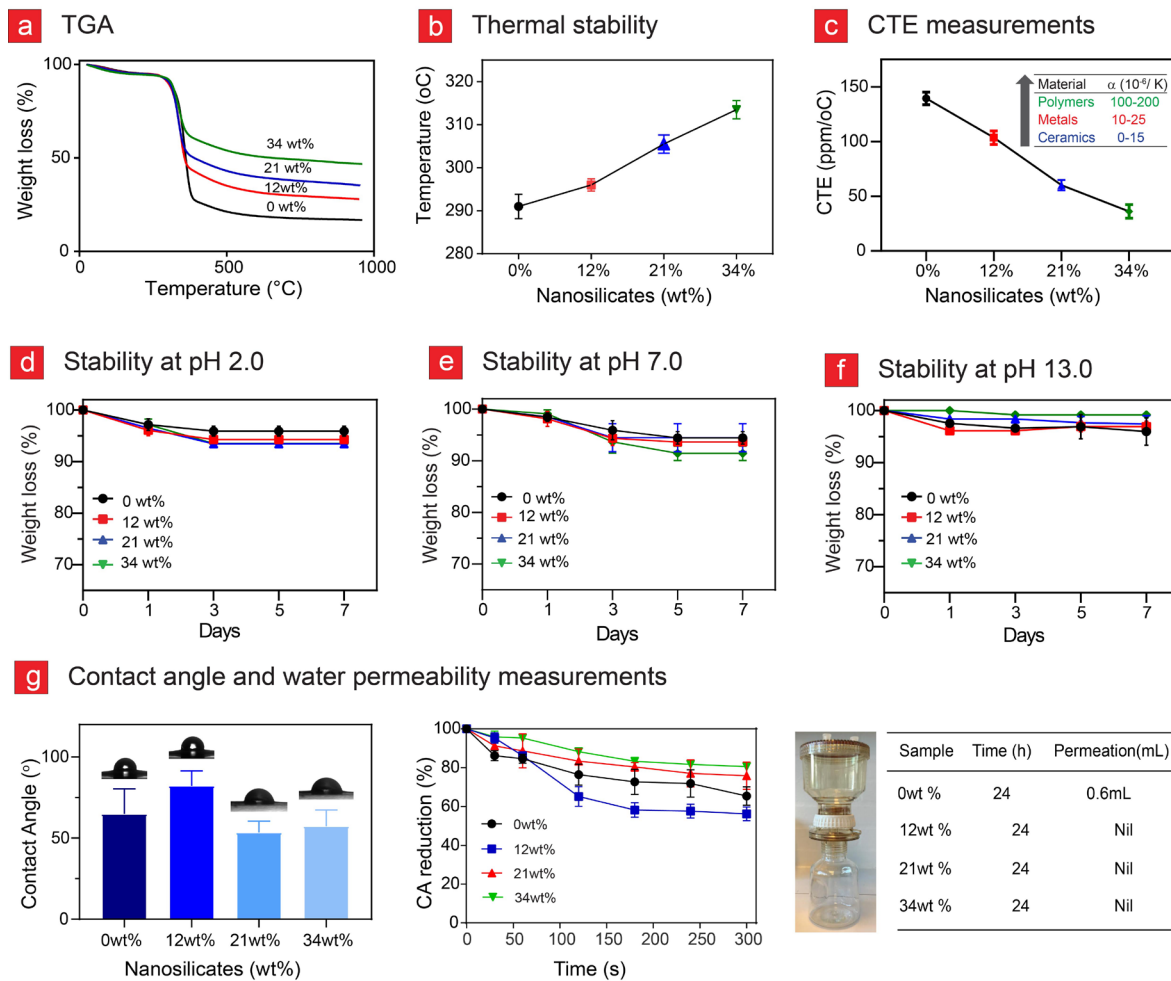 a TGA
Weight loss (%)
100
50
0
34 wt%
21 wt%
12wt%
0 wt%
0 500 1000
Temperature (°C)
b Thermal stability
Temperature (oC)
320
310
300
290
280
0% 12% 21% 34%
Nanosilicates (wt%)
c CTE measurements
CTE (ppm/oC)
150
100
50
0
Material α (10⁻⁶/ K)
Polymers 100-200
Metals 10-25
Ceramics 0-15
0% 12% 21% 34%
Nanosilicates (wt%)
d Stability at pH 2.0
Weight loss (%)
100
90
80
70
0 wt%
12 wt%
21 wt%
34 wt%
0 1 3 5 7
Days
e Stability at pH 7.0
Weight loss (%)
100
90
80
70
0 wt%
12 wt%
21 wt%
34 wt%
0 1 3 5 7
Days
f Stability at pH 13.0
Weight loss (%)
100
90
80
70
0 wt%
12 wt%
21 wt%
34 wt%
0 1 3 5 7
Days
g Contact angle and water permeability measurements
Contact Angle (°)
100
50
0
0wt% 12wt% 21wt% 34wt%
Nanosilicates (wt%)
CA reduction (%)
100
80
60
80
40
20
0
0wt%
12wt%
21wt%
34wt%
0 50 100 150 200 250 300
Time (s)
Sample Time (h) Permeation(mL)
0wt % 24 0.6mL
12wt % 24 Nil
21wt % 24 Nil
34wt % 24 Nil